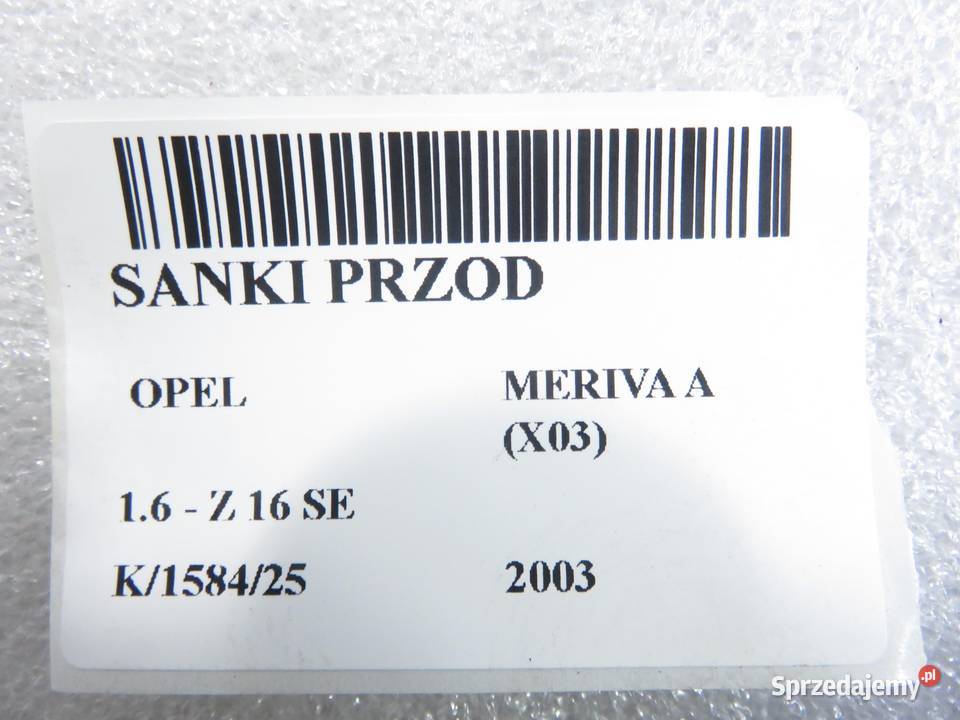 SANKI PRZOD
OPEL MERIVA A
(X03)
1.6 - Z 16 SE
K/1584/25 2003
Sprzedajemy.pl